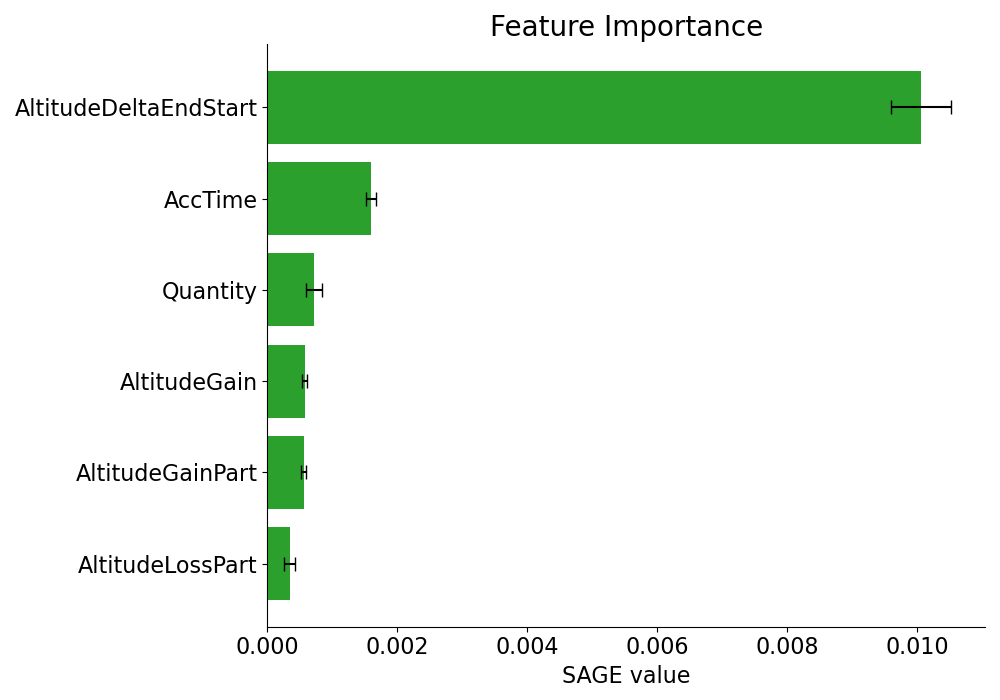 Feature Importance
AltitudeDeltaEndStart
AccTime
Quantity
AltitudeGain
AltitudeGainPart
AltitudeLossPart
0.000 0.002 0.004 0.006 0.008 0.010
SAGE value